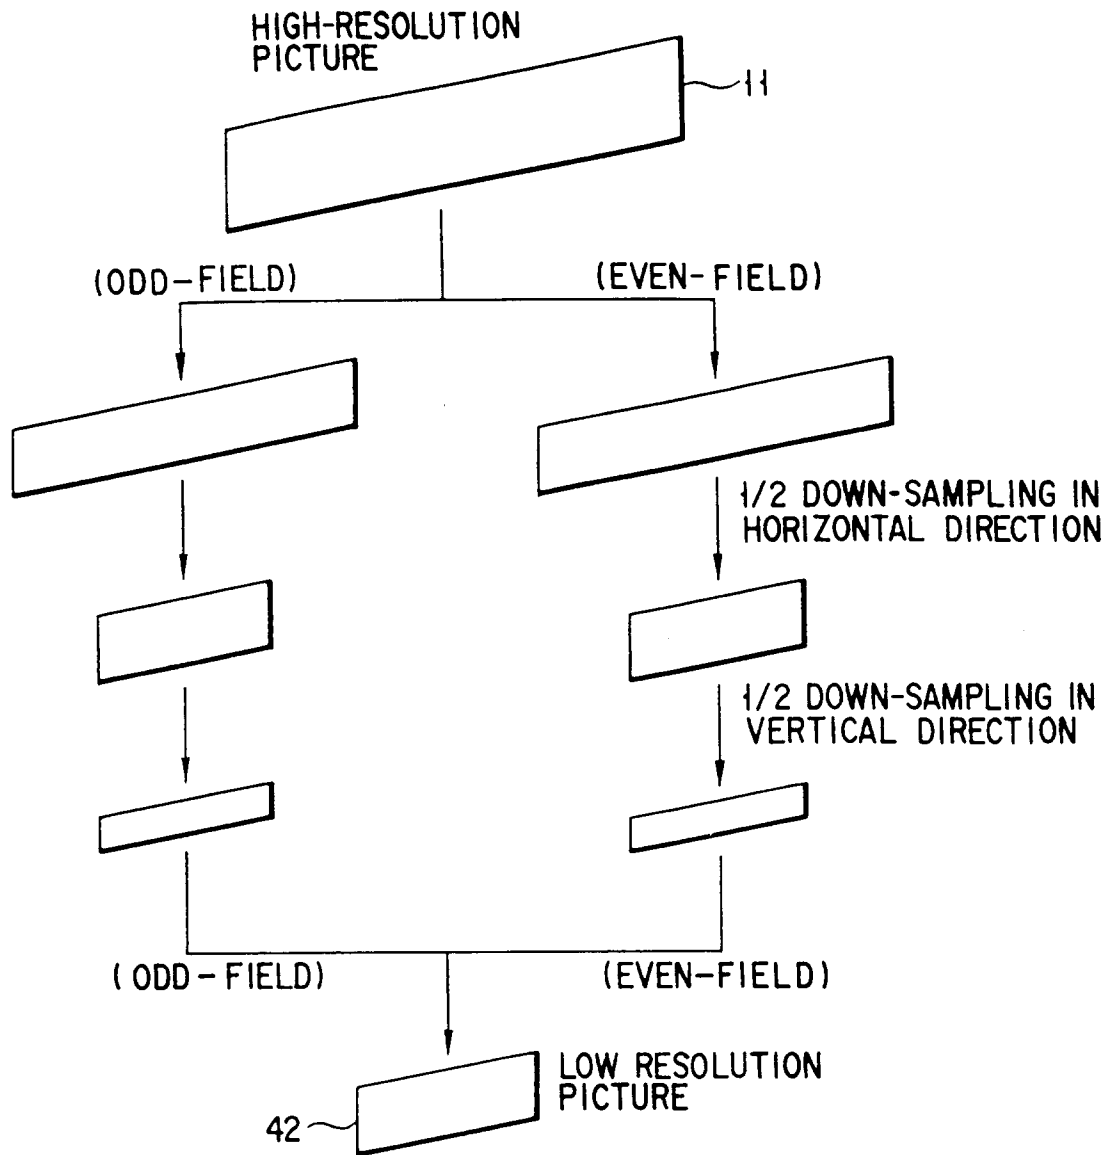 HIGH-RESOLUTION
PICTURE
11
(ODD-FIELD)
(EVEN-FIELD)
1/2 DOWN-SAMPLING IN
HORIZONTAL DIRECTION
1/2 DOWN-SAMPLING IN
VERTICAL DIRECTION
(ODD-FIELD)
(EVEN-FIELD)
LOW RESOLUTION
PICTURE
42